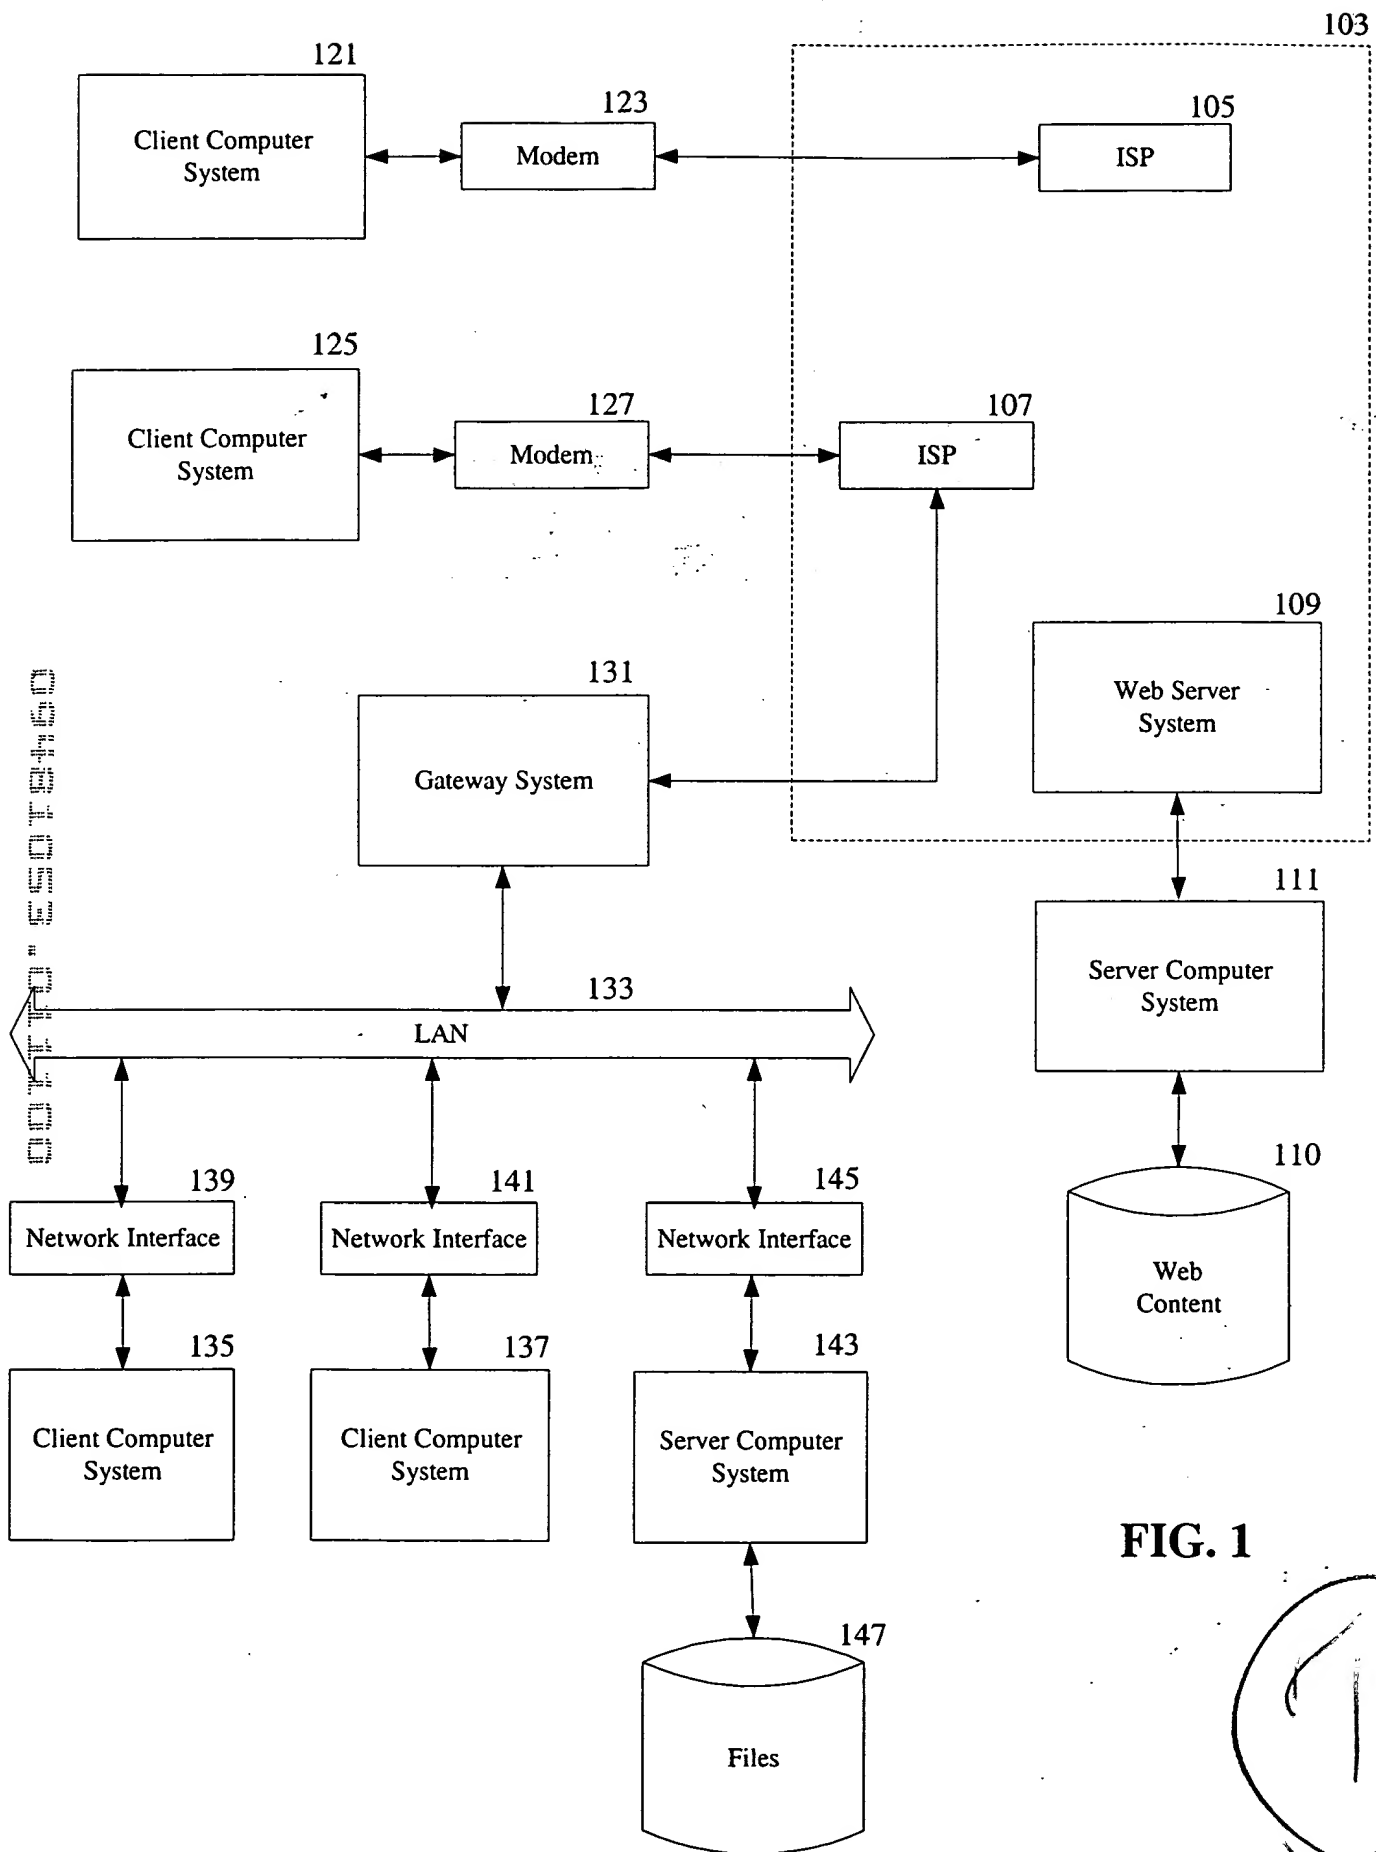 103
121
Client Computer
System
123
Modem
105
ISP
125
Client Computer
System
127
Modem
107
ISP
109
Web Server
System
131
Gateway System
111
Server Computer
System
133
LAN
110
Web
Content
139
Network Interface
141
Network Interface
145
Network Interface
135
Client Computer
System
137
Client Computer
System
143
Server Computer
System
147
Files
FIG. 1
09481053.011100